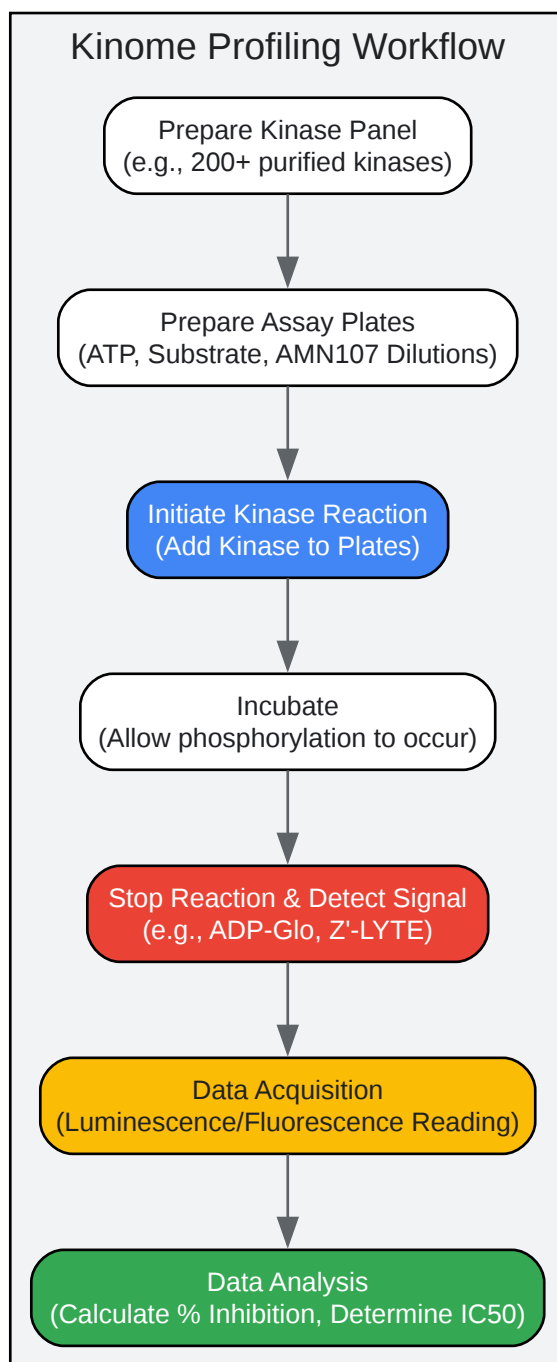 Kinome Profiling Workflow
Prepare Kinase Panel
(e.g., 200+ purified kinases)
Prepare Assay Plates
(ATP, Substrate, AMN107 Dilutions)
Initiate Kinase Reaction
(Add Kinase to Plates)
Incubate
(Allow phosphorylation to occur)
Stop Reaction & Detect Signal
(e.g., ADP-Glo, Z'-LYTE)
Data Acquisition
(Luminescence/Fluorescence Reading)
Data Analysis
(Calculate % Inhibition, Determine IC50)